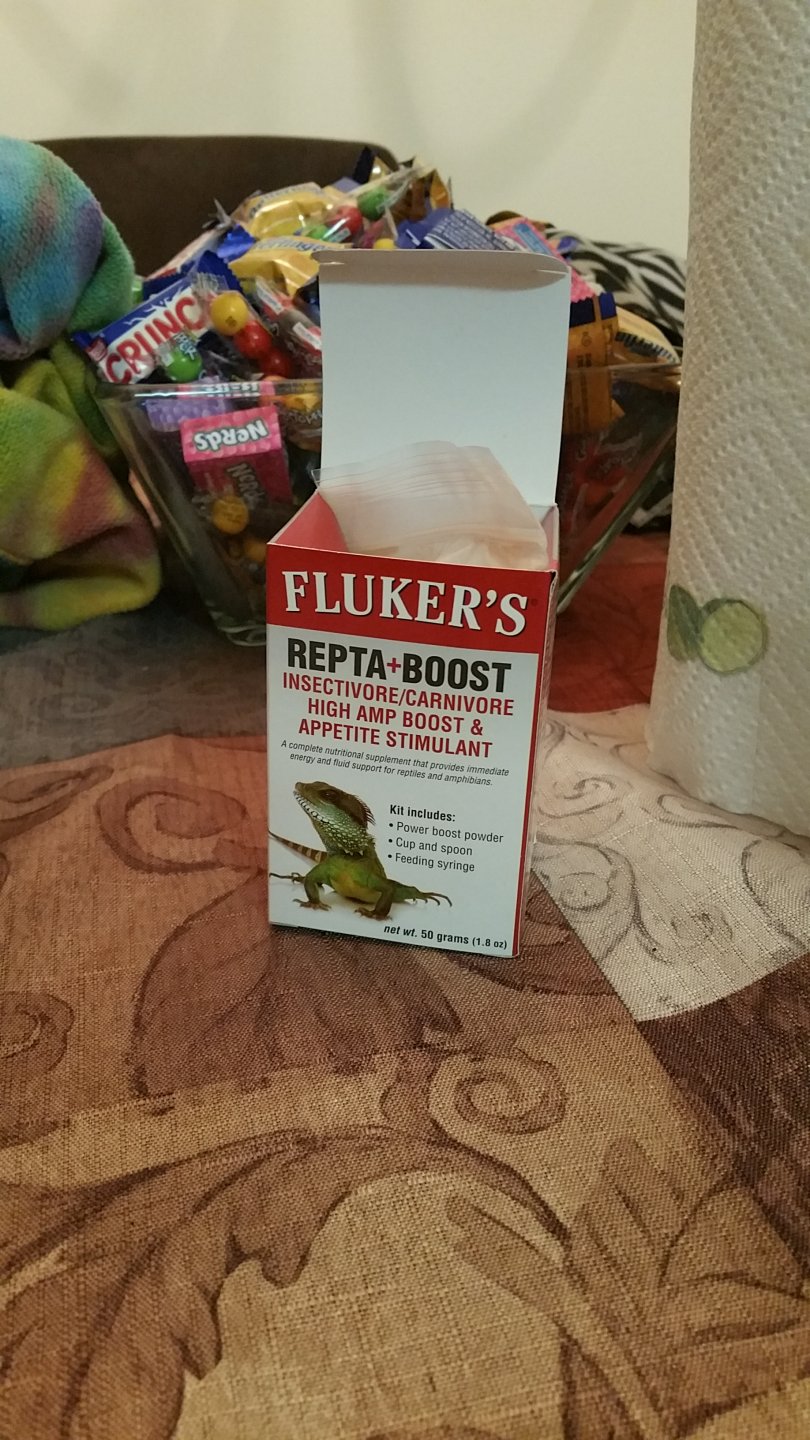 CRUNCH
NERDS
NERDS
FLUKER'S
REPTA+BOOST
INSECTIVORE/CARNIVORE
HIGH AMP BOOST &
APPETITE STIMULANT
A complete nutritional supplement that provides immediate
energy and fluid support for reptiles and amphibians.
Kit includes:
• Power boost powder
• Cup and spoon
• Feeding syringe
net wt. 50 grams (1.8 oz)